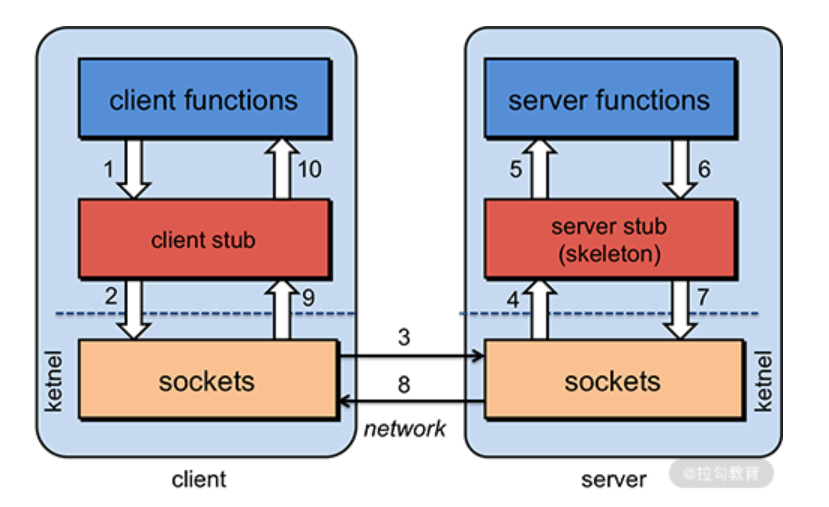 client functions
server functions
1
10
5
6
client stub
server stub
(skeleton)
2
9
4
7
3
sockets
sockets
8
ketnel
ketnel
network
client
server
@拉勾教育